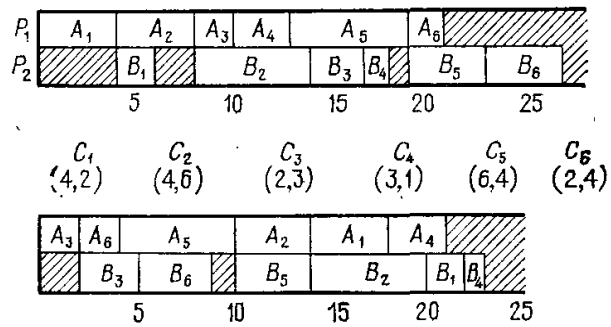 P₁ A₁ A₂ A₃ A₄ A₅ A₆
P₂ B₁ B₂ B₃ B₄ B₅ B₆
5 10 15 20 25
C₁ C₂ C₃ C₄ C₅ C₆
(4,2) (4,6) (2,3) (3,1) (6,4) (2,4)
A₃ A₆ A₅ A₂ A₁ A₄
B₃ B₆ B₅ B₂ B₁ B₄
5 10 15 20 25